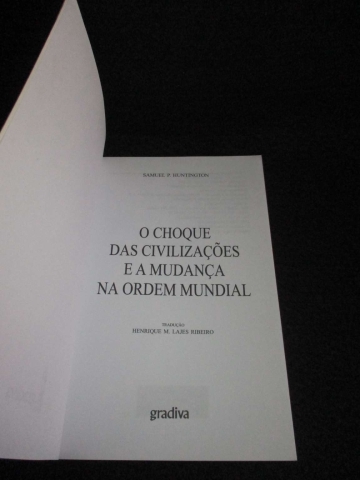 SAMUEL P. HUNTINGTON
O CHOQUE
DAS CIVILIZAÇÕES
E A MUDANÇA
NA ORDEM MUNDIAL
TRADUÇÃO
HENRIQUE M. LAJES RIBEIRO
gradiva